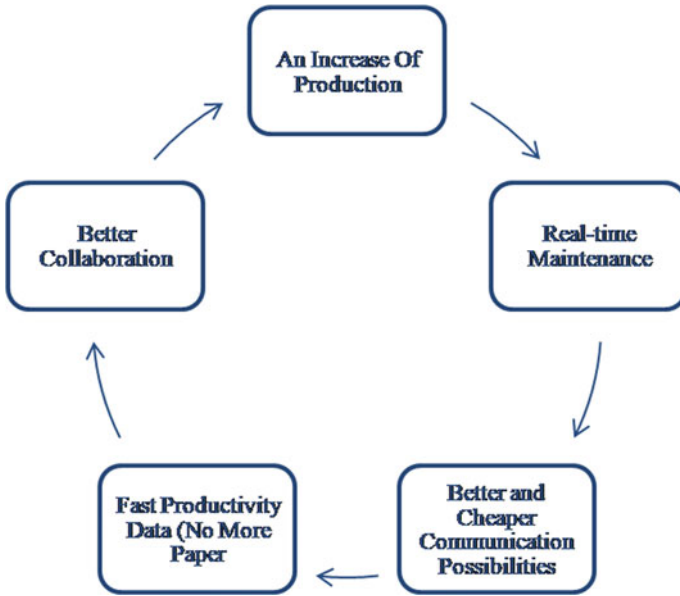 An Increase Of
Production
Real-time
Maintenance
Better and
Cheaper
Communication
Possibilities
Fast Productivity
Data (No More
Paper
Better
Collaboration